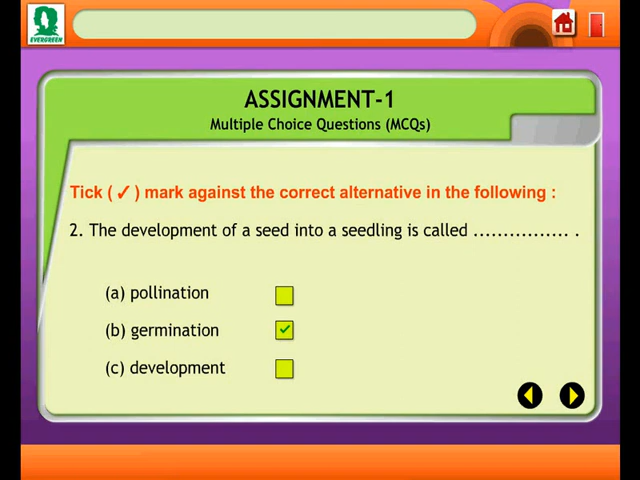 EVERGREEN
ASSIGNMENT-1
Multiple Choice Questions (MCQs)
Tick ( ✓ ) mark against the correct alternative in the following :
2. The development of a seed into a seedling is called ................ .
(a) pollination
(b) germination ✓
(c) development